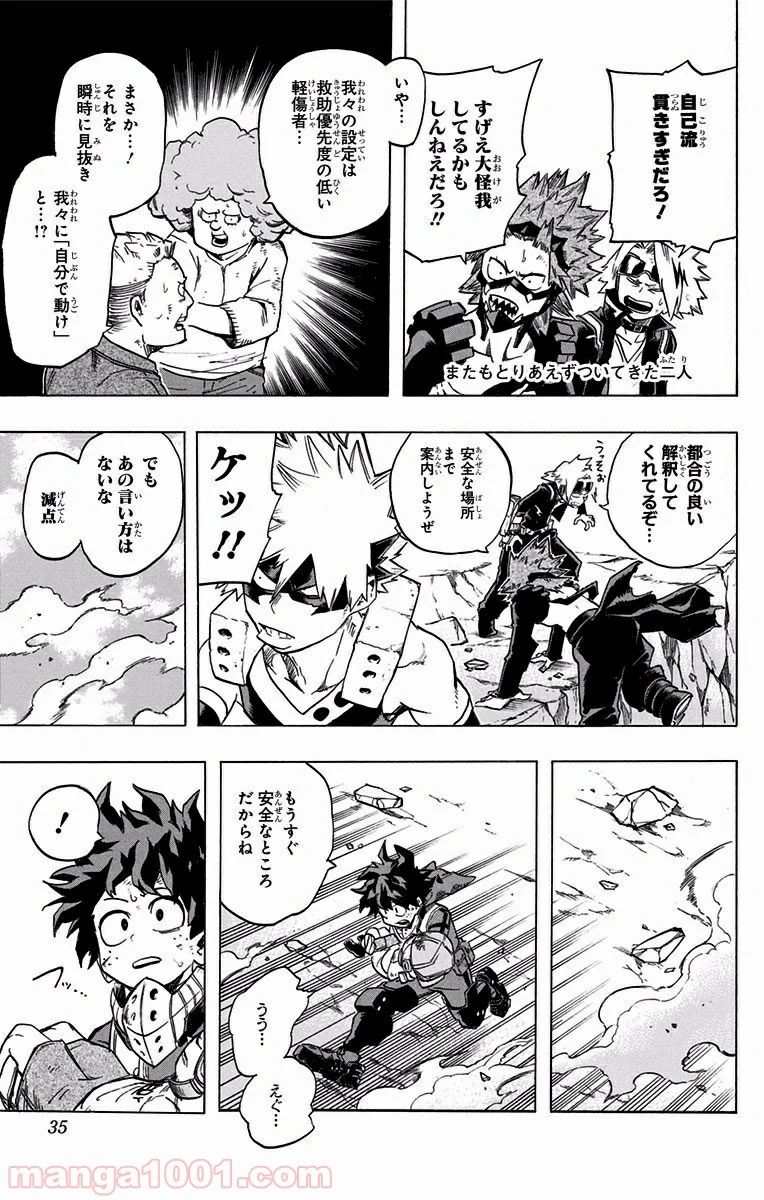 自己流
貫きすぎだろ!
すげえ大怪我
してるかも
しんねえだろ!!
またもとりあえずついてきた二人
いや…
我々の設定は
救助優先度の低い
軽傷者…
まさか…!
それを
瞬時に見抜き
我々に「自分で動け」
と…!?
都合の良い
解釈して
くれてるぞ…
うっそぉ
安全な場所
まで
案内しようぜ
ケッ!!
でも
あの言い方は
ないな
減点
もうすぐ
安全なところ
だからね
うう…
えぐ…
!
ハッ…
35
manga1001.com